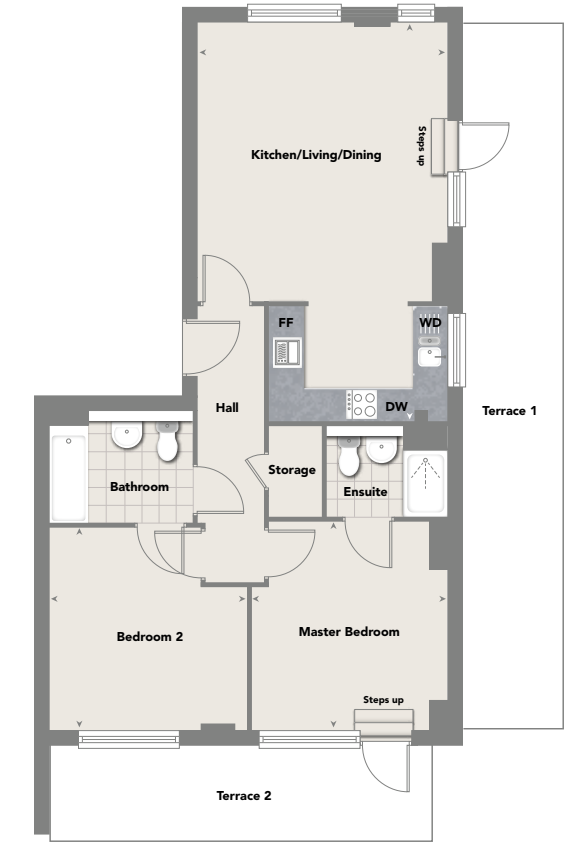 Kitchen/Living/Dining
Steps up
FF
WD
DW
Hall
Terrace 1
Storage
Bathroom
Ensuite
Bedroom 2
Master Bedroom
Steps up
Terrace 2